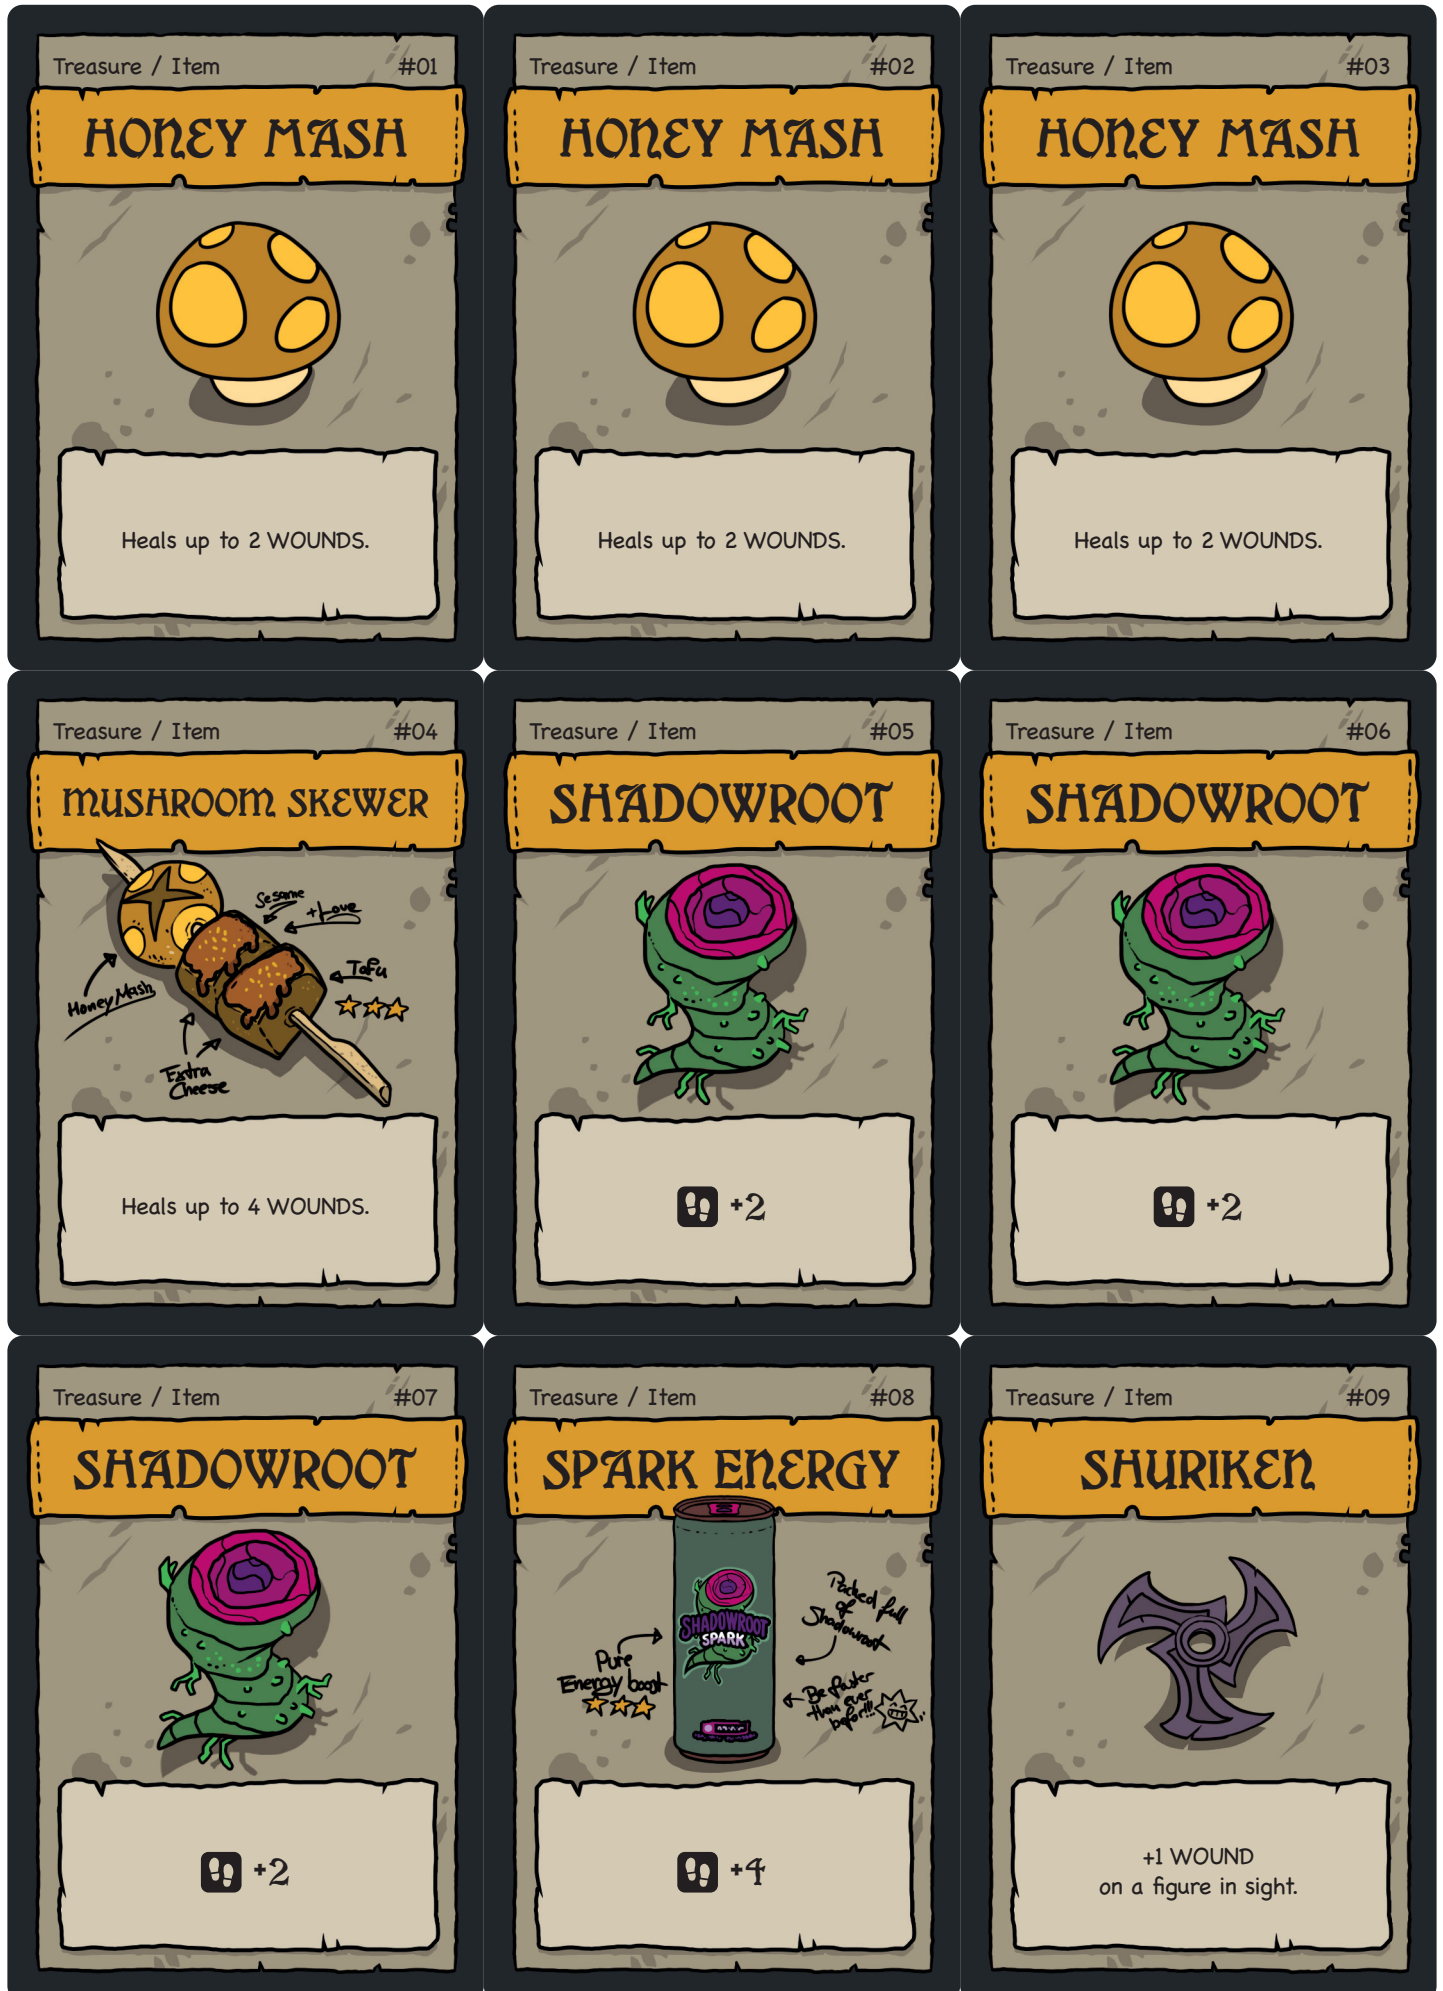 Treasure / Item #01
HONEY MASH
Heals up to 2 WOUNDS.
Treasure / Item #02
HONEY MASH
Heals up to 2 WOUNDS.
Treasure / Item #03
HONEY MASH
Heals up to 2 WOUNDS.
Treasure / Item #04
MUSHROOM SKEWER
Sesame
+Love
Tofu
Honey Mash
Extra
Cheese
Heals up to 4 WOUNDS.
Treasure / Item #05
SHADOWROOT
+2
Treasure / Item #06
SHADOWROOT
+2
Treasure / Item #07
SHADOWROOT
+2
Treasure / Item #08
SPARK ENERGY
SHADOWROOT
SPARK
Pure
Energy boost
Packed full
of
Shadowroot
Be faster
than ever
befor!!!
+4
Treasure / Item #09
SHURIKEN
+1 WOUND
on a figure in sight.